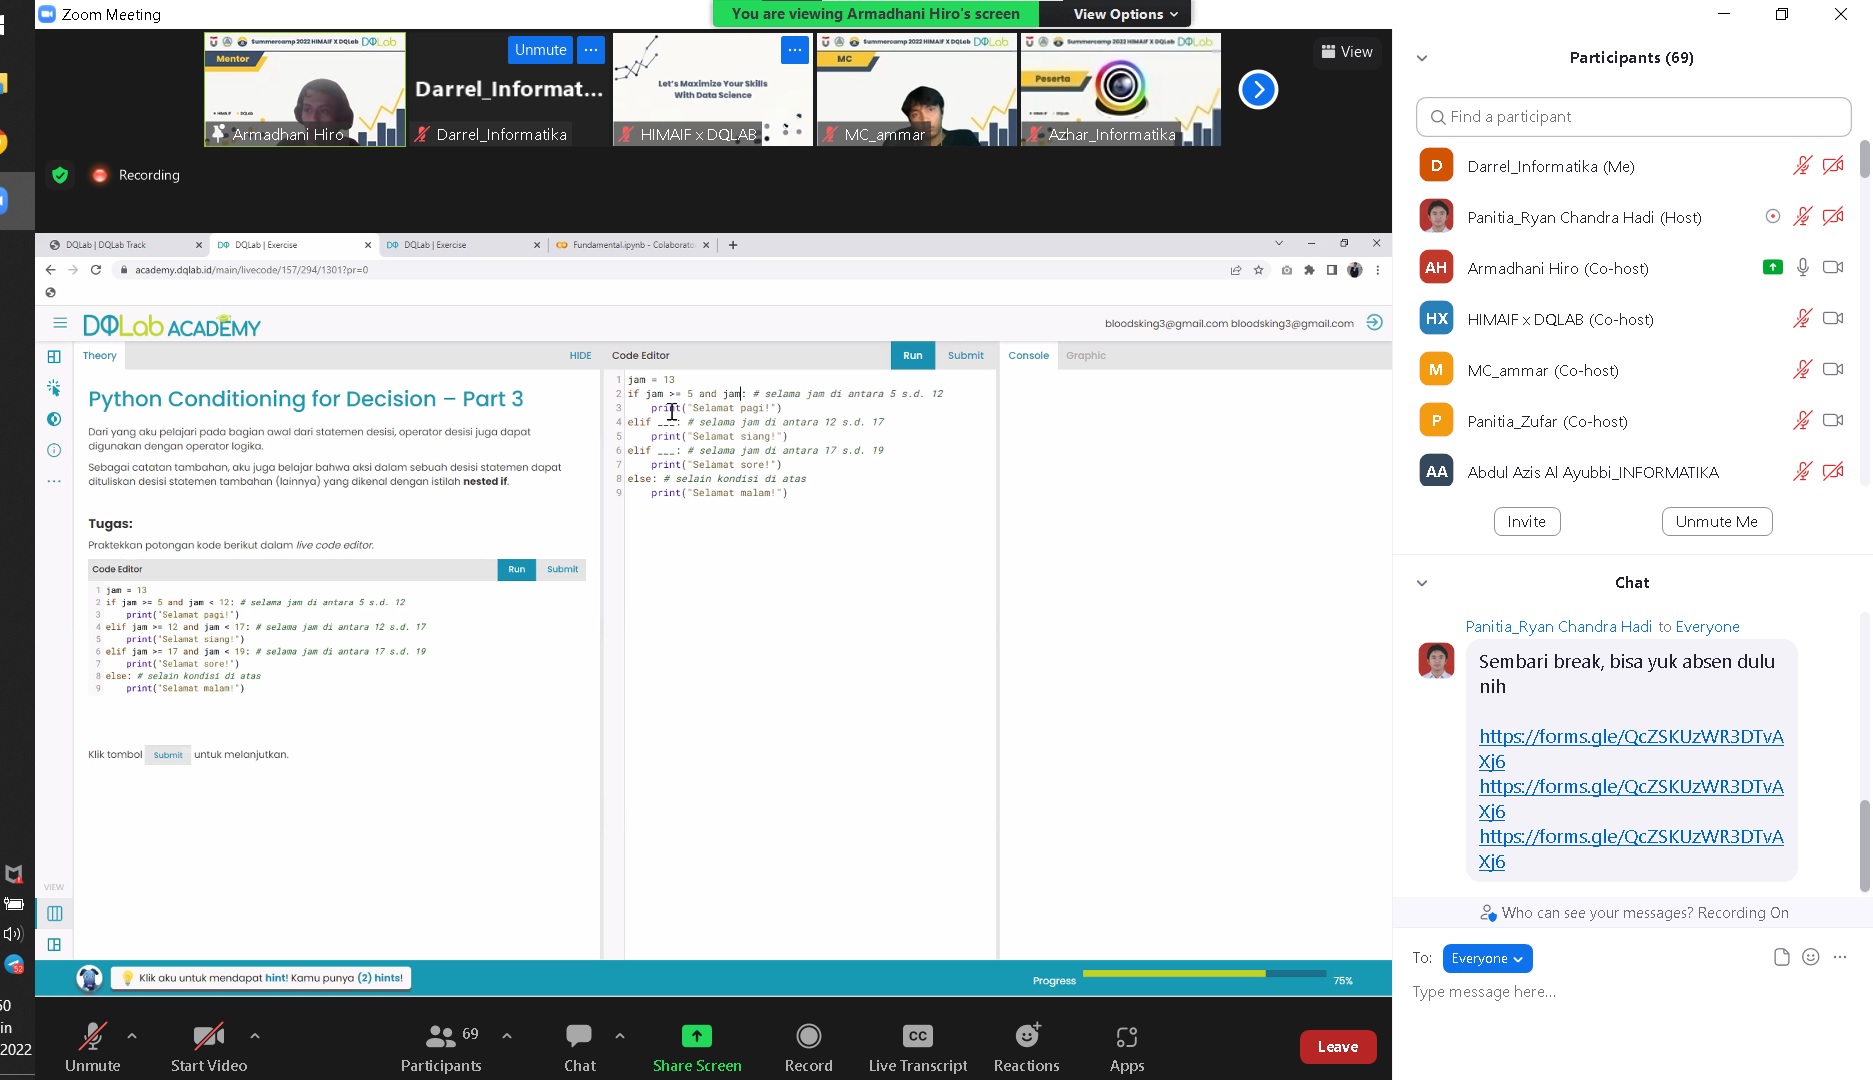 Zoom Meeting
You are viewing Armadhani Hiro's screen
View Options
Summercamp 2022 HIMAIF X DQLab DQLab
Mentor
Armadhani Hiro
Unmute
...
Darrel_Informat...
Darrel_Informatika
...
Let's Maximize Your Skills
With Data Science
HIMAIF x DQLAB
Summercamp 2022 HIMAIF X DQLab DQLab
MC
MC_ammar
Summercamp 2022 HIMAIF X DQLab DQLab
Peserta
Azhar_Informatika
View
Recording
DQLab | DQLab Track
DQLab | Exercise
DQLab | Exercise
Fundamental.ipynb - Colaborato
academy.dqlab.id/main/livecode/157/294/1301?pr=0
DQLab ACADEMY
bloodsking3@gmail.com bloodsking3@gmail.com
Theory
HIDE
Code Editor
Run
Submit
Console
Graphic
Python Conditioning for Decision – Part 3
Dari yang aku pelajari pada bagian awal dari statemen desisi, operator desisi juga dapat
digunakan dengan operator logika.
Sebagai catatan tambahan, aku juga belajar bahwa aksi dalam sebuah desisi statemen dapat
dituliskan desisi statemen tambahan (lainnya) yang dikenal dengan istilah nested if.
Tugas:
Praktekkan potongan kode berikut dalam live code editor.
Code Editor
Run
Submit
1 jam = 13
2 if jam >= 5 and jam < 12: # selama jam di antara 5 s.d. 12
3 print("Selamat pagi!")
4 elif jam >= 12 and jam < 17: # selama jam di antara 12 s.d. 17
5 print("Selamat siang!")
6 elif jam >= 17 and jam < 19: # selama jam di antara 17 s.d. 19
7 print("Selamat sore!")
8 else: # selain kondisi di atas
9 print("Selamat malam!")
Klik tombol Submit untuk melanjutkan.
1 jam = 13
2 if jam >= 5 and jam: # selama jam di antara 5 s.d. 12
3 print("Selamat pagi!")
4 elif ___: # selama jam di antara 12 s.d. 17
5 print("Selamat siang!")
6 elif ___: # selama jam di antara 17 s.d. 19
7 print("Selamat sore!")
8 else: # selain kondisi di atas
9 print("Selamat malam!")
VIEW
Klik aku untuk mendapat hint! Kamu punya (2) hints!
Progress
75%
Unmute
Start Video
Participants
69
Chat
Share Screen
Record
CC
Live Transcript
Reactions
Apps
Leave
Participants (69)
Find a participant
D
Darrel_Informatika (Me)
Panitia_Ryan Chandra Hadi (Host)
AH
Armadhani Hiro (Co-host)
HX
HIMAIF x DQLAB (Co-host)
M
MC_ammar (Co-host)
P
Panitia_Zufar (Co-host)
AA
Abdul Azis Al Ayubbi_INFORMATIKA
Invite
Unmute Me
Chat
Panitia_Ryan Chandra Hadi to Everyone
Sembari break, bisa yuk absen dulu
nih
https://forms.gle/QcZSKUzWR3DTvA
Xj6
https://forms.gle/QcZSKUzWR3DTvA
Xj6
https://forms.gle/QcZSKUzWR3DTvA
Xj6
Who can see your messages? Recording On
To:
Everyone
Type message here...
52
2022